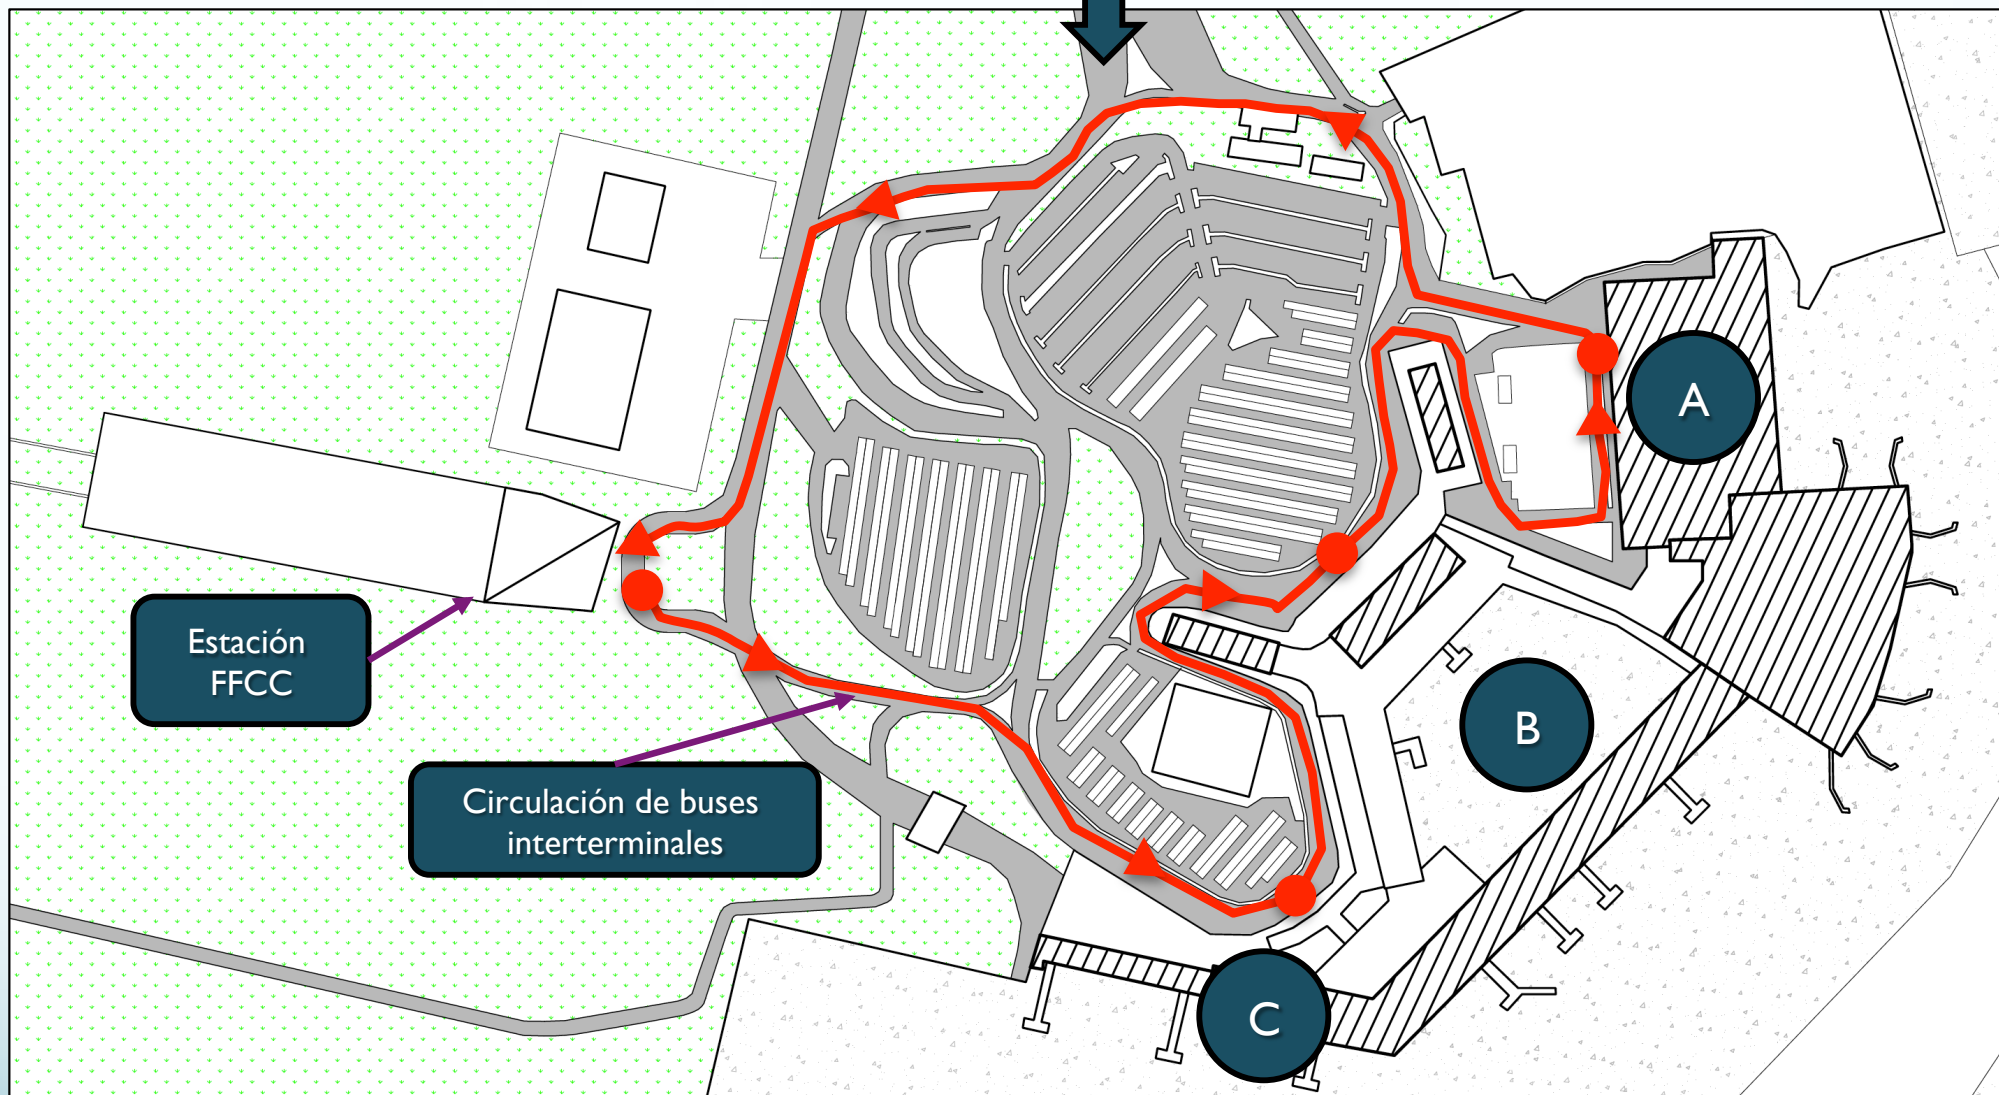 A
Estación
FFCC
B
Circulación de buses
interterminales
C